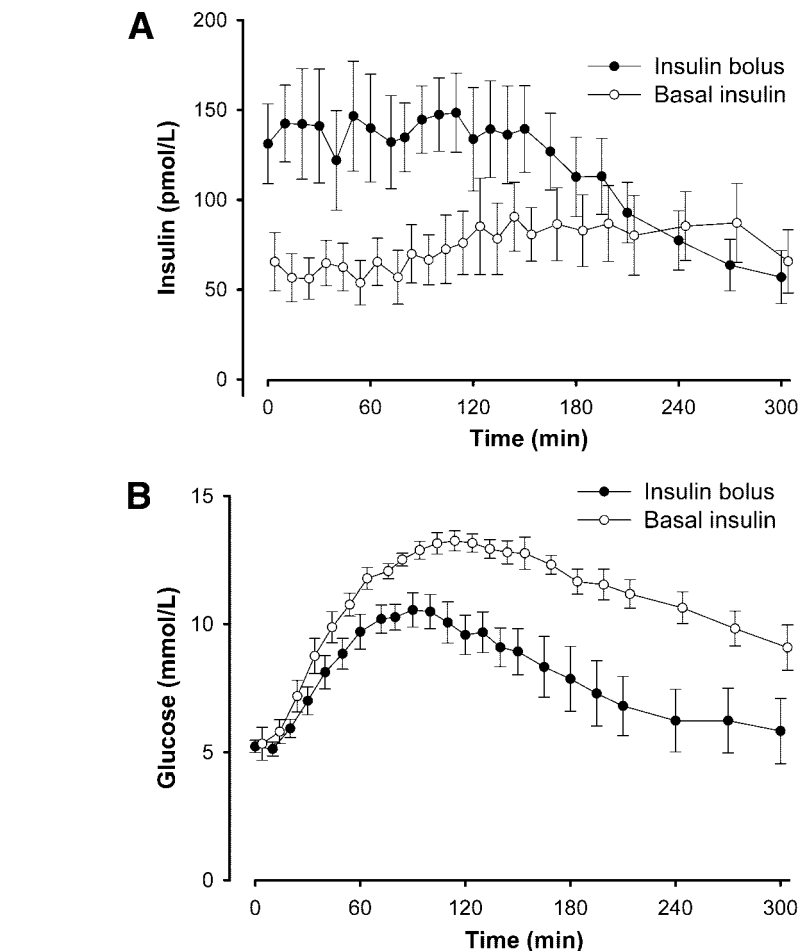 A
200
150
100
50
0
Insulin (pmol/L)
Insulin bolus
Basal insulin
0 60 120 180 240 300
Time (min)
B
15
10
5
0
Glucose (mmol/L)
Insulin bolus
Basal insulin
0 60 120 180 240 300
Time (min)